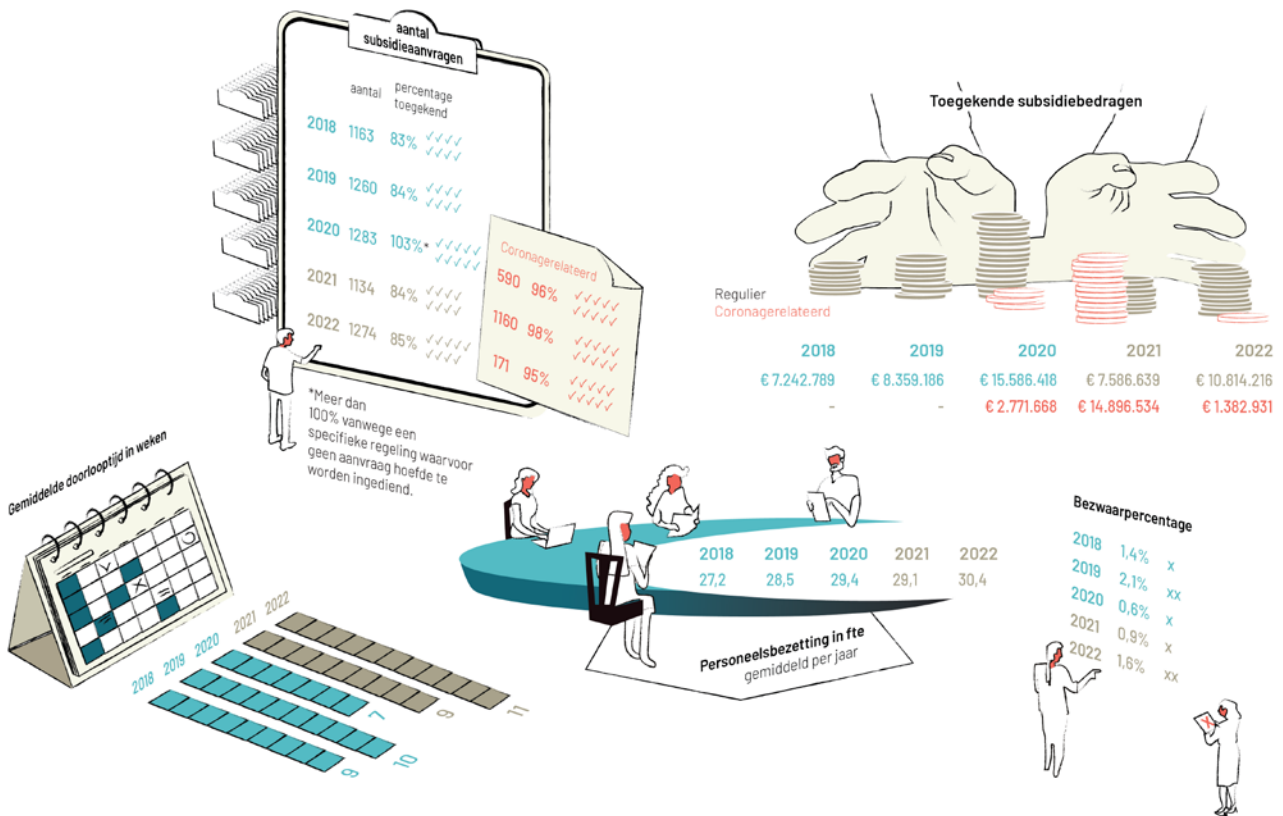 aantal
subsidieaanvragen
aantal
percentage
toegekend
2018 1163 83%
2019 1260 84%
2020 1283 103%*
2021 1134 84%
2022 1274 85%
Coronagerelateerd
590 96%
1160 98%
171 95%
*Meer dan
100% vanwege een
specifieke regeling waarvoor
geen aanvraag hoefde te
worden ingediend.
Toegekende subsidiebedragen
Regulier
Coronagerelateerd
2018 2019 2020 2021 2022
€ 7.242.789 € 8.359.186 € 15.586.418 € 7.586.639 € 10.814.216
- - € 2.771.668 € 14.896.534 € 1.382.931
Gemiddelde doorlooptijd in weken
2018 2019 2020 2021 2022
9 10 7 9 11
2018 2019 2020 2021 2022
27,2 28,5 29,4 29,1 30,4
Personeelsbezetting in fte
gemiddeld per jaar
Bezwaarpercentage
2018 1,4% x
2019 2,1% xx
2020 0,6% x
2021 0,9% x
2022 1,6% xx